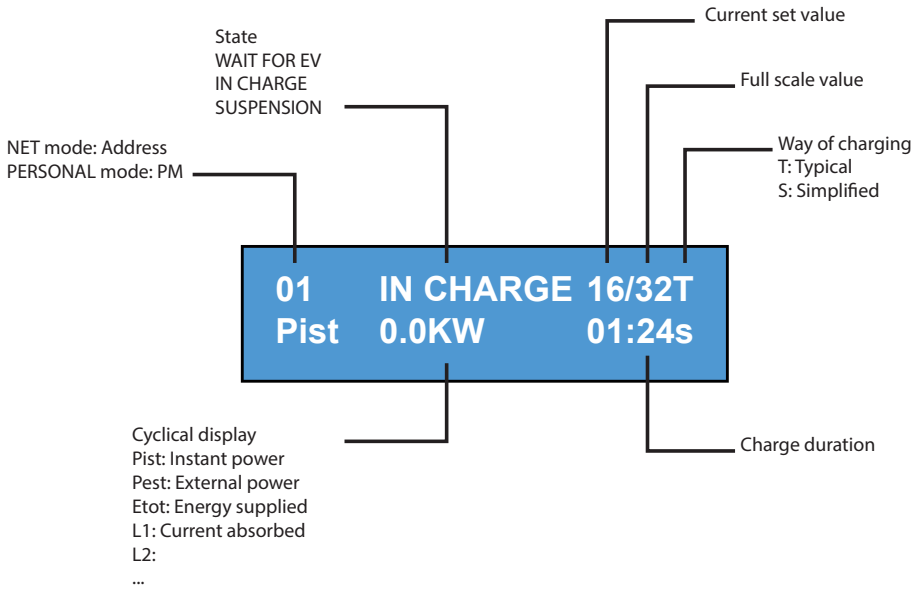 Current set value
State
WAIT FOR EV
IN CHARGE
SUSPENSION
Full scale value
NET mode: Address
PERSONAL mode: PM
Way of charging
T: Typical
S: Simplified
01 IN CHARGE 16/32T
Pist 0.0KW 01:24s
Cyclical display
Pist: Instant power
Pest: External power
Etot: Energy supplied
L1: Current absorbed
L2:
...
Charge duration